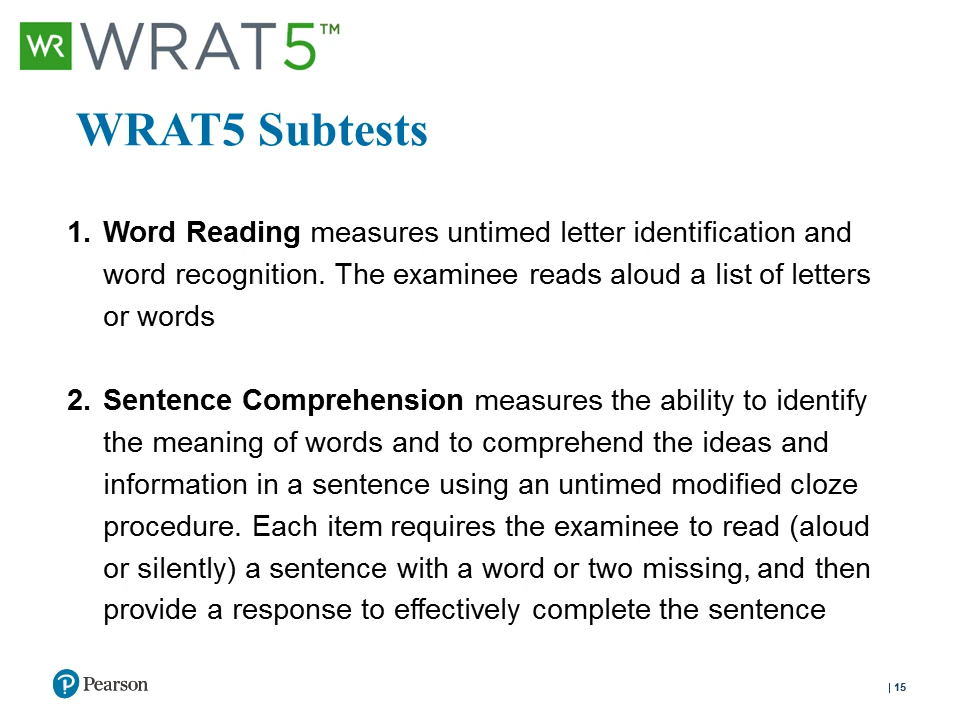 WR WRAT5™
WRAT5 Subtests
1. Word Reading measures untimed letter identification and
word recognition. The examinee reads aloud a list of letters
or words
2. Sentence Comprehension measures the ability to identify
the meaning of words and to comprehend the ideas and
information in a sentence using an untimed modified cloze
procedure. Each item requires the examinee to read (aloud
or silently) a sentence with a word or two missing, and then
provide a response to effectively complete the sentence
P Pearson
| 15